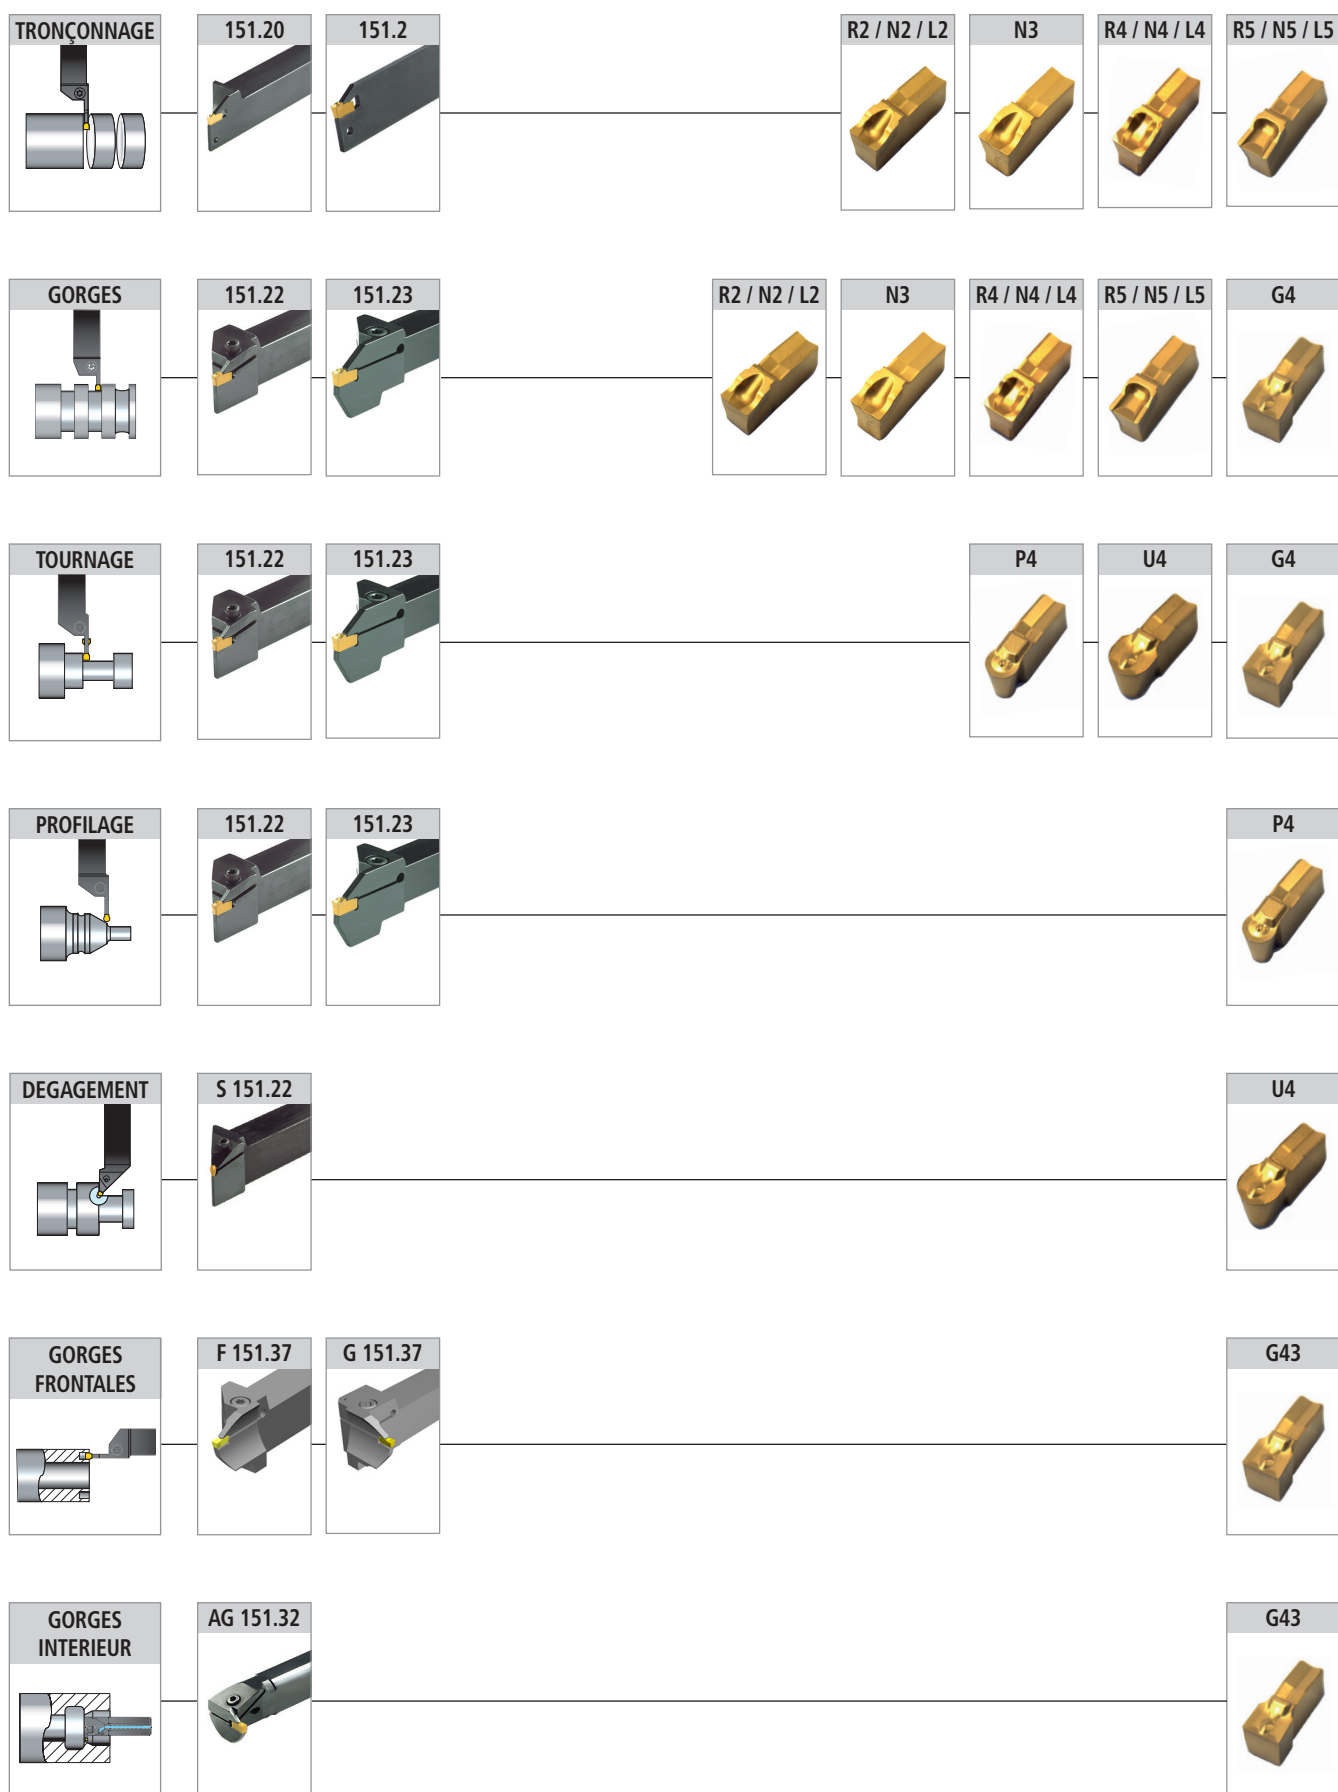 TRONÇONNAGE 151.20 151.2 R2 / N2 / L2 N3 R4 / N4 / L4 R5 / N5 / L5
GORGES 151.22 151.23 R2 / N2 / L2 N3 R4 / N4 / L4 R5 / N5 / L5 G4
TOURNAGE 151.22 151.23 P4 U4 G4
PROFILAGE 151.22 151.23 P4
DEGAGEMENT S 151.22 U4
GORGES
FRONTALES
F 151.37 G 151.37 G43
GORGES
INTERIEUR
AG 151.32 G43